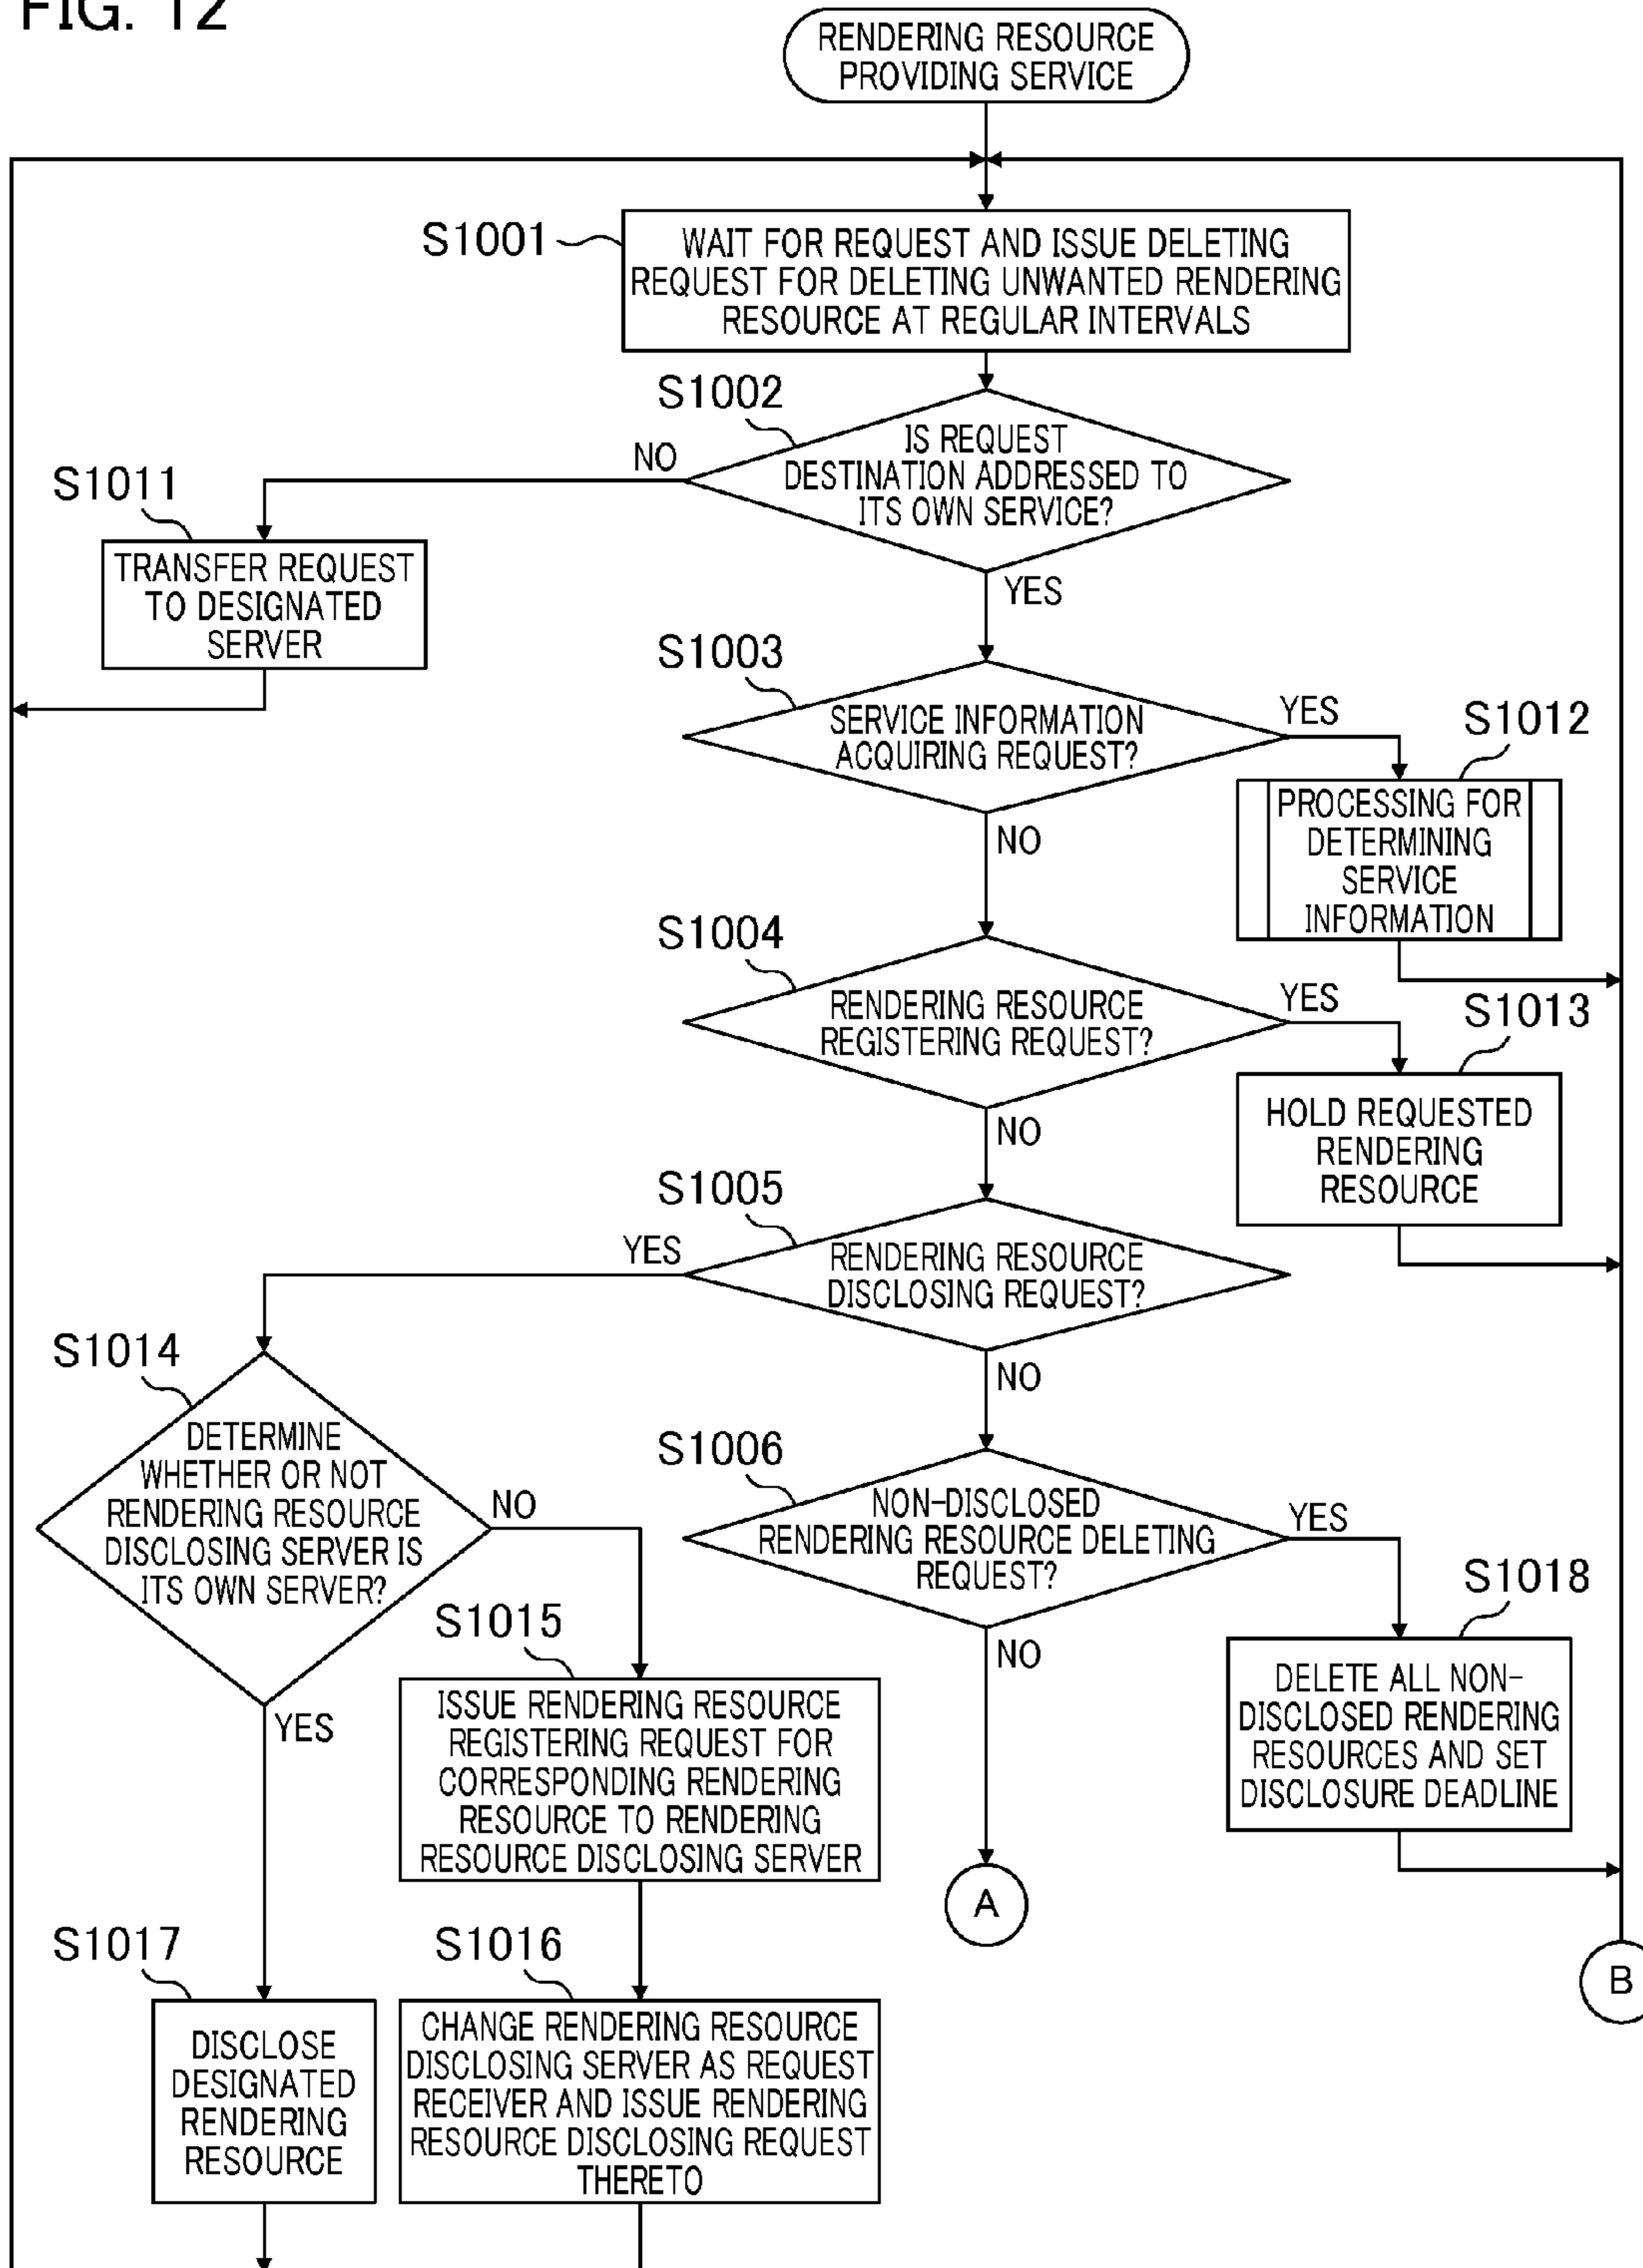 FIG. 12
RENDERING RESOURCE
PROVIDING SERVICE
S1001
WAIT FOR REQUEST AND ISSUE DELETING
REQUEST FOR DELETING UNWANTED RENDERING
RESOURCE AT REGULAR INTERVALS
S1002
IS REQUEST
DESTINATION ADDRESSED TO
ITS OWN SERVICE?
NO
YES
S1011
TRANSFER REQUEST
TO DESIGNATED
SERVER
S1003
SERVICE INFORMATION
ACQUIRING REQUEST?
YES
NO
S1012
PROCESSING FOR
DETERMINING
SERVICE
INFORMATION
S1004
RENDERING RESOURCE
REGISTERING REQUEST?
YES
NO
S1013
HOLD REQUESTED
RENDERING
RESOURCE
S1005
RENDERING RESOURCE
DISCLOSING REQUEST?
YES
NO
S1014
DETERMINE
WHETHER OR NOT
RENDERING RESOURCE
DISCLOSING SERVER IS
ITS OWN SERVER?
NO
YES
S1006
NON-DISCLOSED
RENDERING RESOURCE DELETING
REQUEST?
YES
NO
S1018
DELETE ALL NON-
DISCLOSED RENDERING
RESOURCES AND SET
DISCLOSURE DEADLINE
S1015
ISSUE RENDERING RESOURCE
REGISTERING REQUEST FOR
CORRESPONDING RENDERING
RESOURCE TO RENDERING
RESOURCE DISCLOSING SERVER
A
B
S1017
DISCLOSE
DESIGNATED
RENDERING
RESOURCE
S1016
CHANGE RENDERING RESOURCE
DISCLOSING SERVER AS REQUEST
RECEIVER AND ISSUE RENDERING
RESOURCE DISCLOSING REQUEST
THERETO